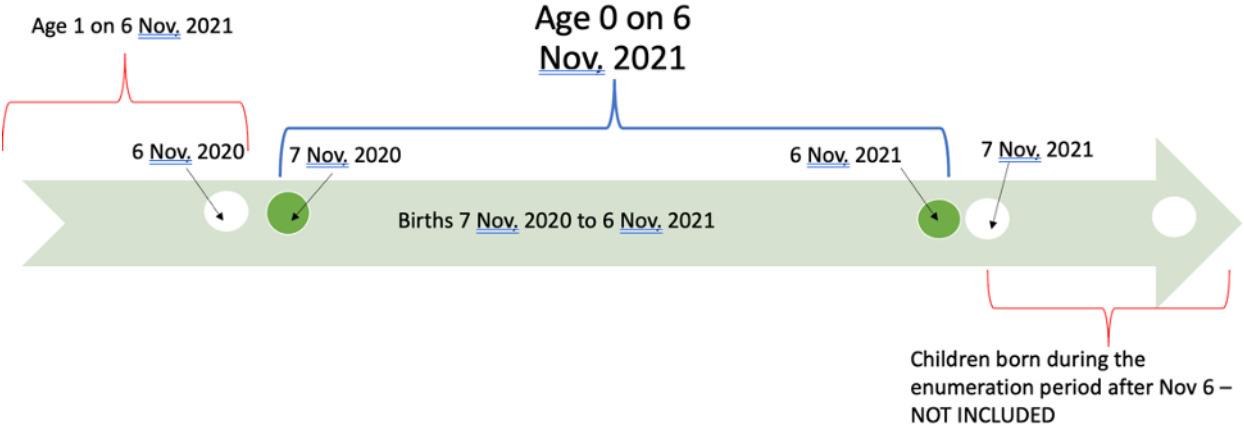 Age 1 on 6 Nov, 2021
Age 0 on 6
Nov, 2021
6 Nov, 2020
7 Nov, 2020
6 Nov, 2021
7 Nov, 2021
Births 7 Nov, 2020 to 6 Nov, 2021
Children born during the
enumeration period after Nov 6 –
NOT INCLUDED